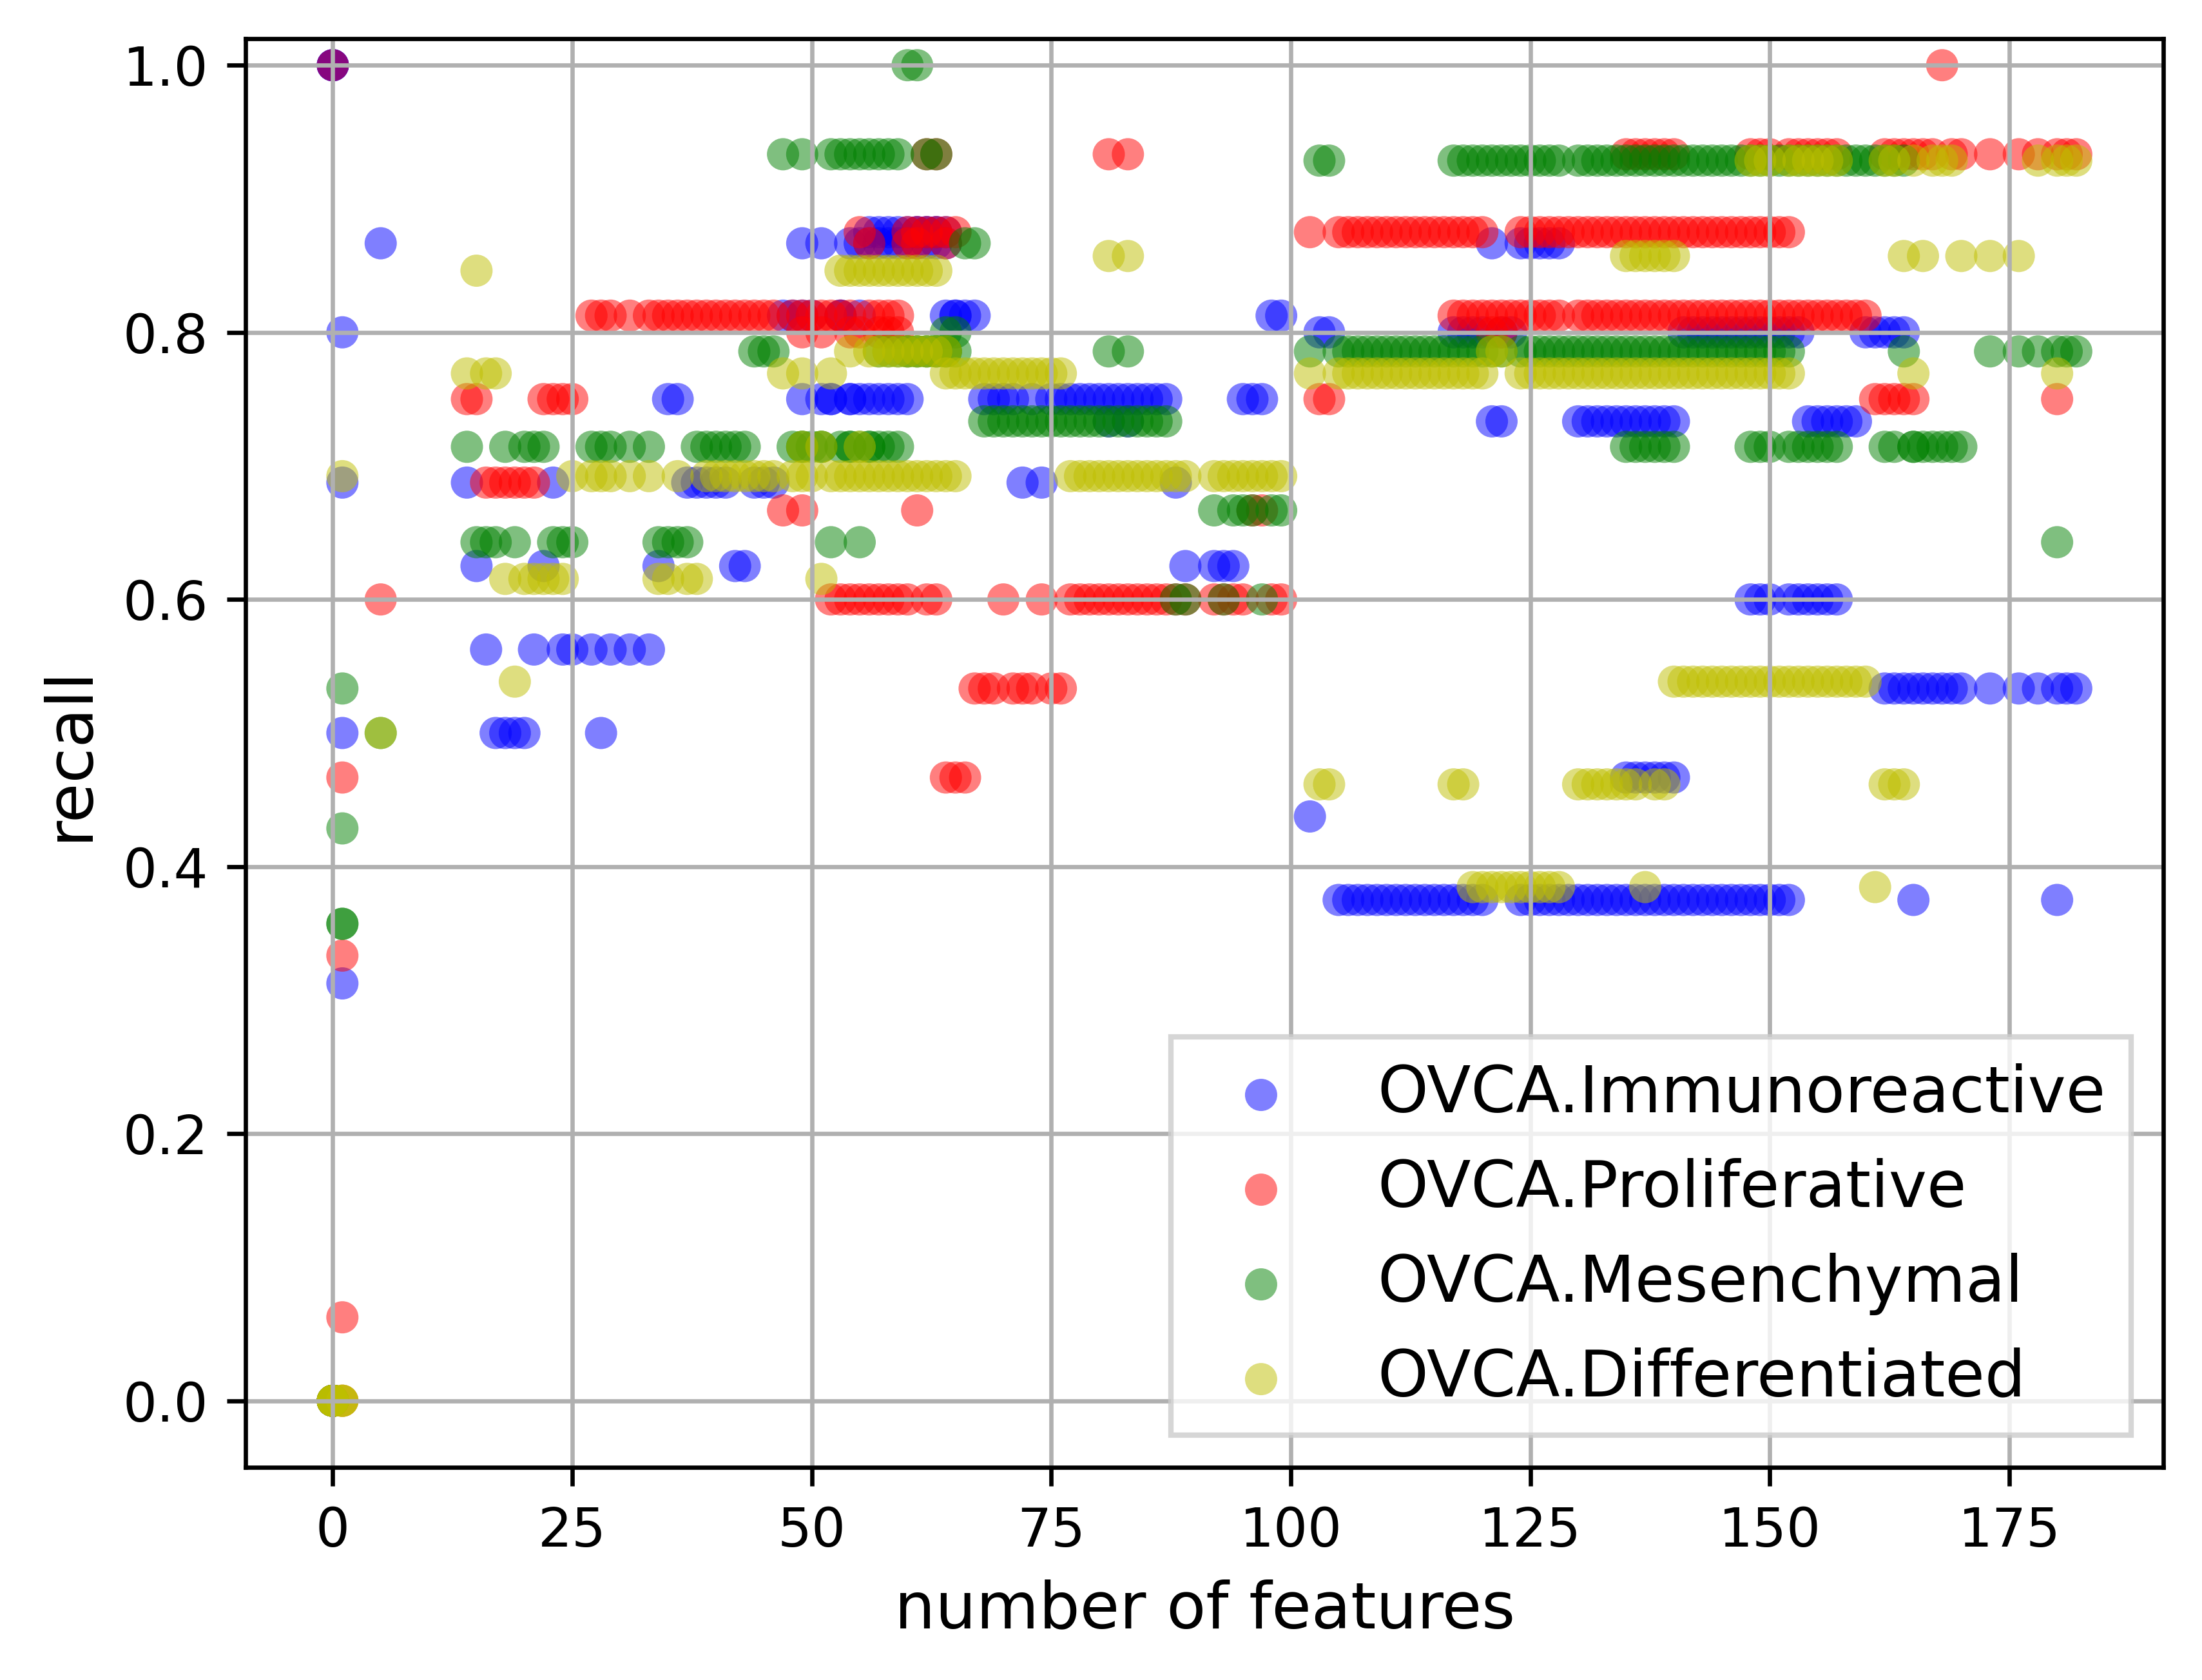 1.0
0.8
0.6
0.4
0.2
0.0
recall
OVCA.Immunoreactive
OVCA.Proliferative
OVCA.Mesenchymal
OVCA.Differentiated
0 25 50 75 100 125 150 175
number of features